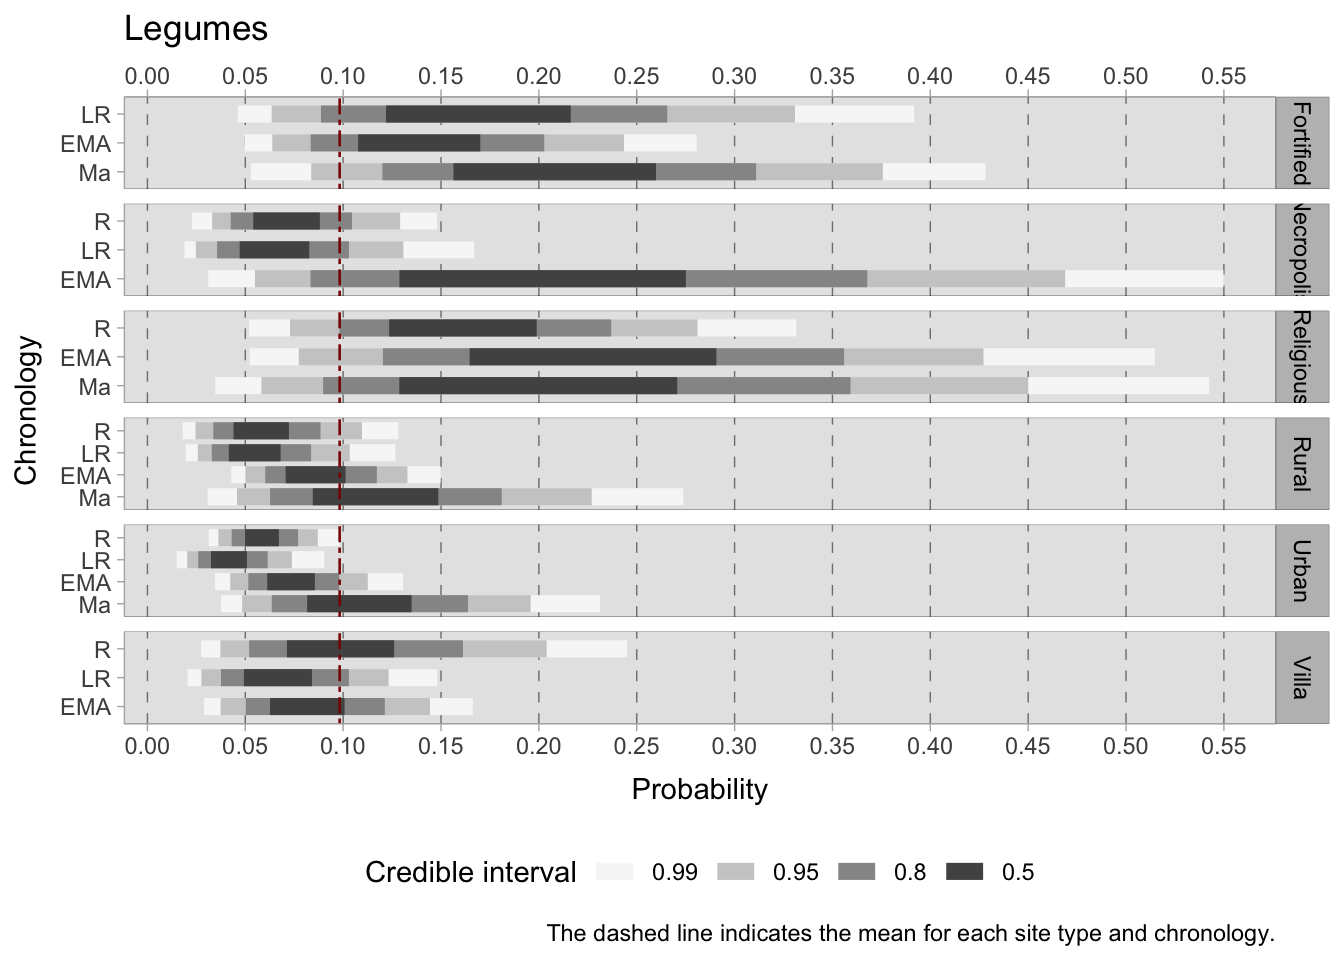 Legumes
0.00 0.05 0.10 0.15 0.20 0.25 0.30 0.35 0.40 0.45 0.50 0.55
LR
EMA
Ma
Fortified
R
LR
EMA
Necropolis
R
EMA
Ma
Religious
R
LR
EMA
Ma
Rural
R
LR
EMA
Ma
Urban
R
LR
EMA
Villa
Chronology
0.00 0.05 0.10 0.15 0.20 0.25 0.30 0.35 0.40 0.45 0.50 0.55
Probability
Credible interval 0.99 0.95 0.8 0.5
The dashed line indicates the mean for each site type and chronology.